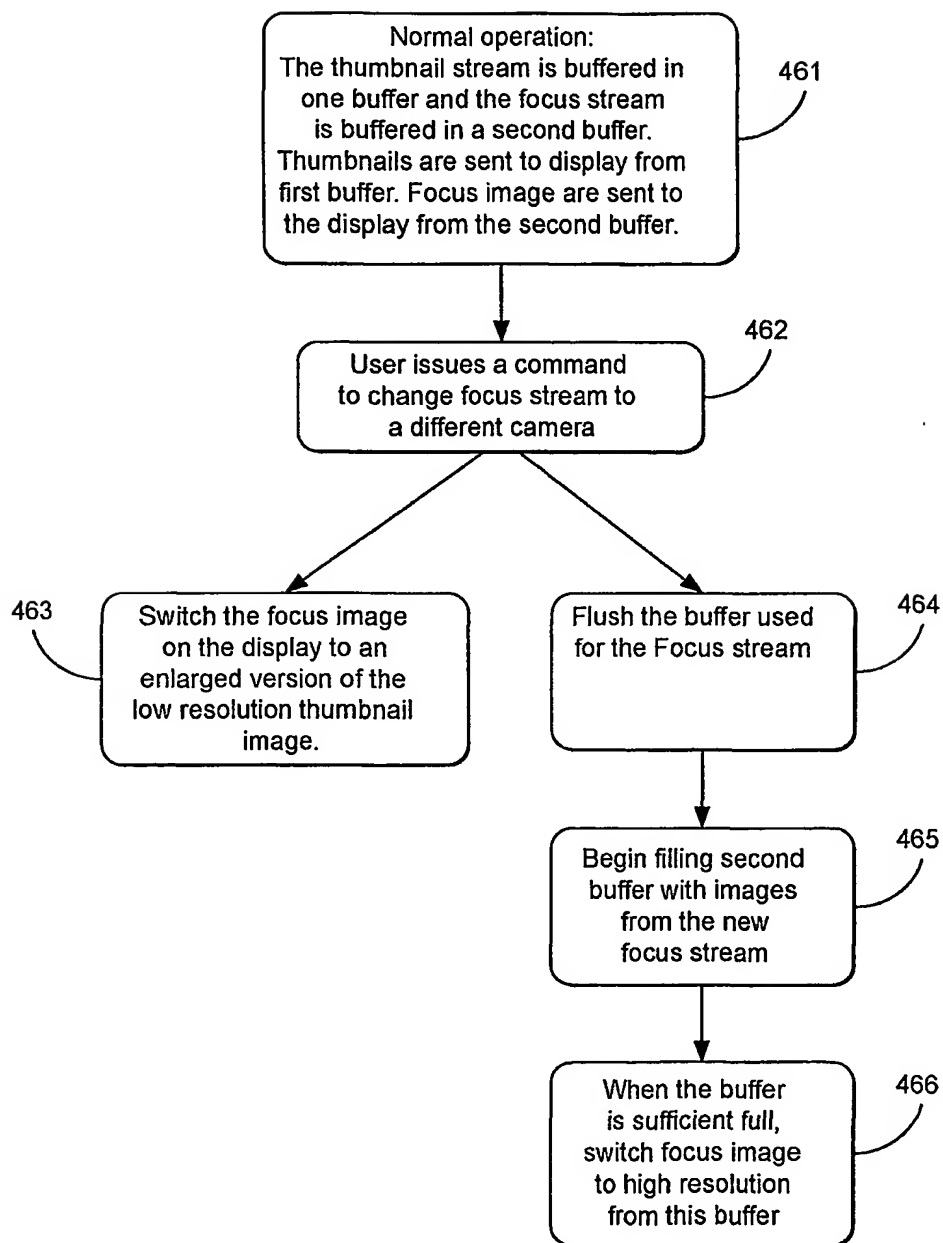 Normal operation:
The thumbnail stream is buffered in
one buffer and the focus stream
is buffered in a second buffer.
Thumbnails are sent to display from
first buffer. Focus image are sent to
the display from the second buffer.
461
User issues a command
to change focus stream to
a different camera
462
463
Switch the focus image
on the display to an
enlarged version of the
low resolution thumbnail
image.
Flush the buffer used
for the Focus stream
464
Begin filling second
buffer with images
from the new
focus stream
465
When the buffer
is sufficient full,
switch focus image
to high resolution
from this buffer
466